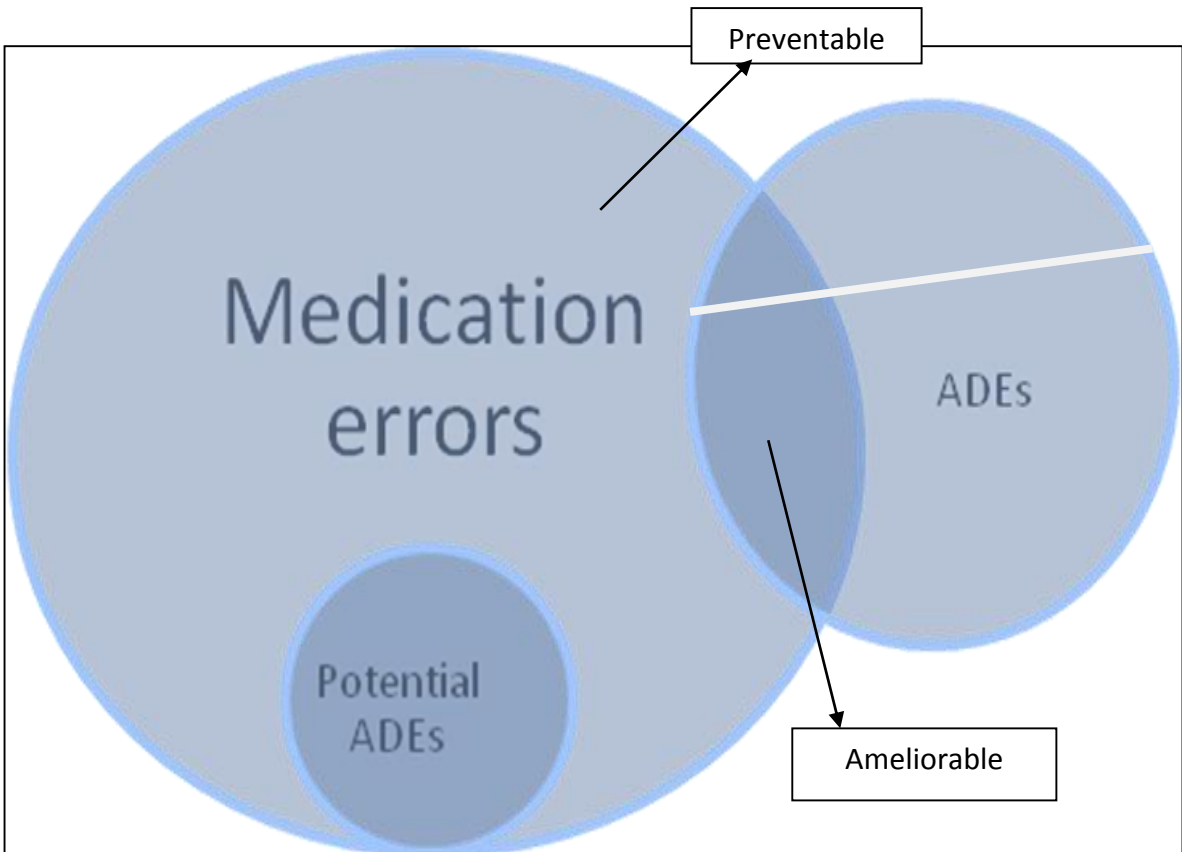 Preventable
Medication
errors
ADEs
Potential
ADEs
Ameliorable